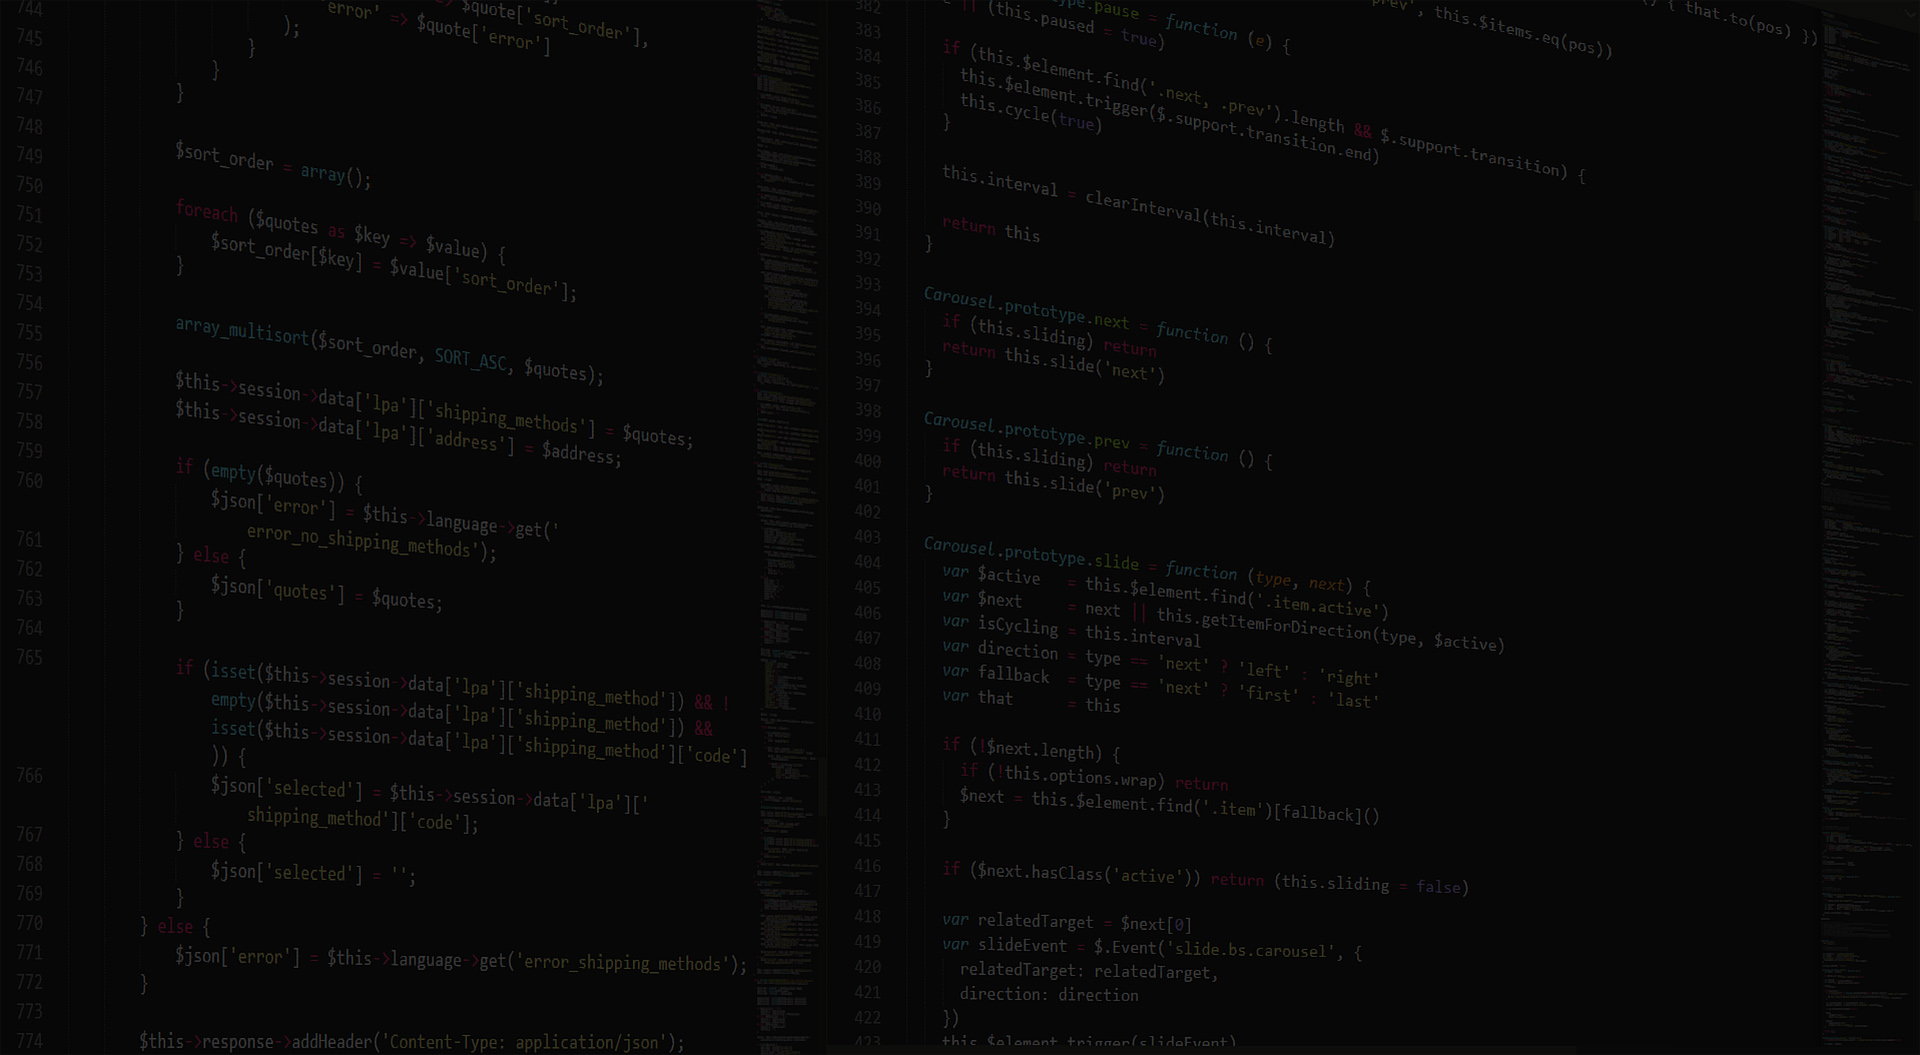 744
745
746
747
748
749
750
751
752
753
754
755
756
757
758
759
760
761
762
763
764
765
766
767
768
769
770
771
772
773
774
$quote['sort_order'],
'error' => $quote['error']
);
}
}
}
$sort_order = array();
foreach ($quotes as $key => $value) {
$sort_order[$key] = $value['sort_order'];
}
array_multisort($sort_order, SORT_ASC, $quotes);
$this->session->data['lpa']['shipping_methods'] = $quotes;
$this->session->data['lpa']['address'] = $address;
if (empty($quotes)) {
$json['error'] = $this->language->get('
error_no_shipping_methods');
} else {
$json['quotes'] = $quotes;
}
if (isset($this->session->data['lpa']['shipping_method']) && !
empty($this->session->data['lpa']['shipping_method']) &&
isset($this->session->data['lpa']['shipping_method']['code']
)) {
$json['selected'] = $this->session->data['lpa']['
shipping_method']['code'];
} else {
$json['selected'] = '';
}
} else {
$json['error'] = $this->language->get('error_shipping_methods');
}
$this->response->addHeader('Content-Type: application/json');
382
383
384
385
386
387
388
389
390
391
392
393
394
395
396
397
398
399
400
401
402
403
404
405
406
407
408
409
410
411
412
413
414
415
416
417
418
419
420
421
422
423
prev', this.$items.eq(pos))
{ that.to(pos) })
.pause = function (e) {
|| (this.paused = true)
if (this.$element.find('.next, .prev').length && $.support.transition) {
this.$element.trigger($.support.transition.end)
this.cycle(true)
}
this.interval = clearInterval(this.interval)
return this
}
Carousel.prototype.next = function () {
if (this.sliding) return
return this.slide('next')
}
Carousel.prototype.prev = function () {
if (this.sliding) return
return this.slide('prev')
}
Carousel.prototype.slide = function (type, next) {
var $active = this.$element.find('.item.active')
var $next = next || this.getItemForDirection(type, $active)
var isCycling = this.interval
var direction = type == 'next' ? 'left' : 'right'
var fallback = type == 'next' ? 'first' : 'last'
var that = this
if (!$next.length) {
if (!this.options.wrap) return
$next = this.$element.find('.item')[fallback]()
}
if ($next.hasClass('active')) return (this.sliding = false)
var relatedTarget = $next[0]
var slideEvent = $.Event('slide.bs.carousel', {
relatedTarget: relatedTarget,
direction: direction
})
this.$element.trigger(slideEvent)